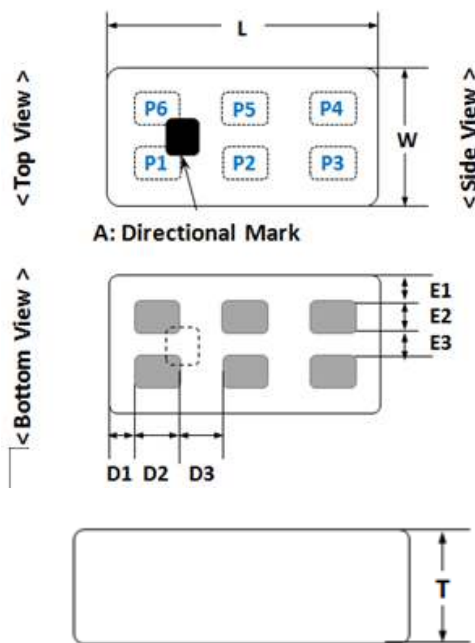 L
< Top View >
P6 P5 P4
P1 P2 P3
W
< Side View >
A: Directional Mark
< Bottom View >
E1
E2
E3
D1 D2 D3
T